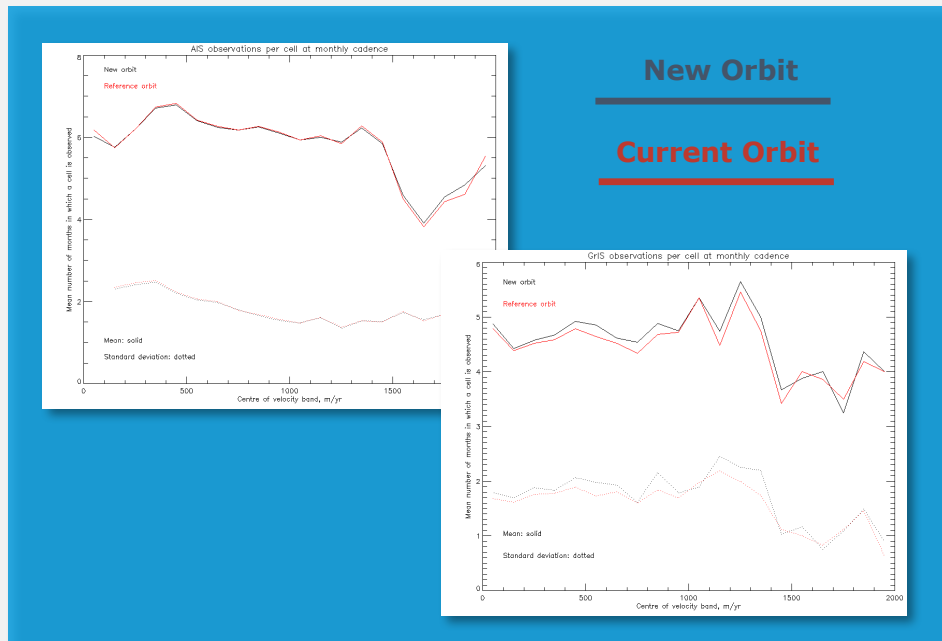 AIS observations per cell at monthly cadence
New orbit
Reference orbit
Mean number of months in which a cell is observed
8
6
4
2
0
Mean: solid
Standard deviation: dotted
0
500
1000
1500
Centre of velocity band, m/yr
New Orbit
Current Orbit
GrIS observations per cell at monthly cadence
New orbit
Reference orbit
Mean number of months in which a cell is observed
6
5
4
3
2
1
0
Mean: solid
Standard deviation: dotted
0
500
1000
1500
2000
Centre of velocity band, m/yr